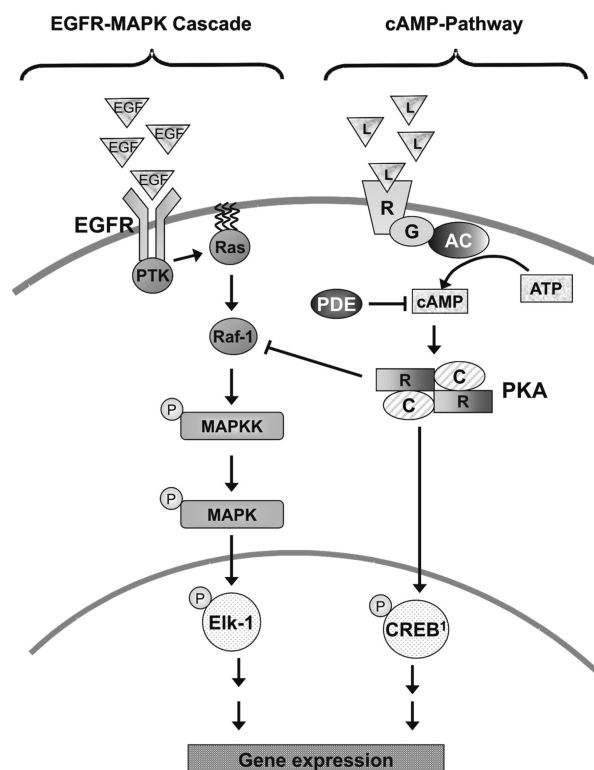 EGFR-MAPK Cascade
cAMP-Pathway
EGF
EGF
EGF
EGF
L
L
L
L
EGFR
R
G
AC
PTK
Ras
PDE
cAMP
ATP
Raf-1
R
C
C
R
PKA
P
MAPKK
P
MAPK
P
Elk-1
P
CREB¹
Gene expression